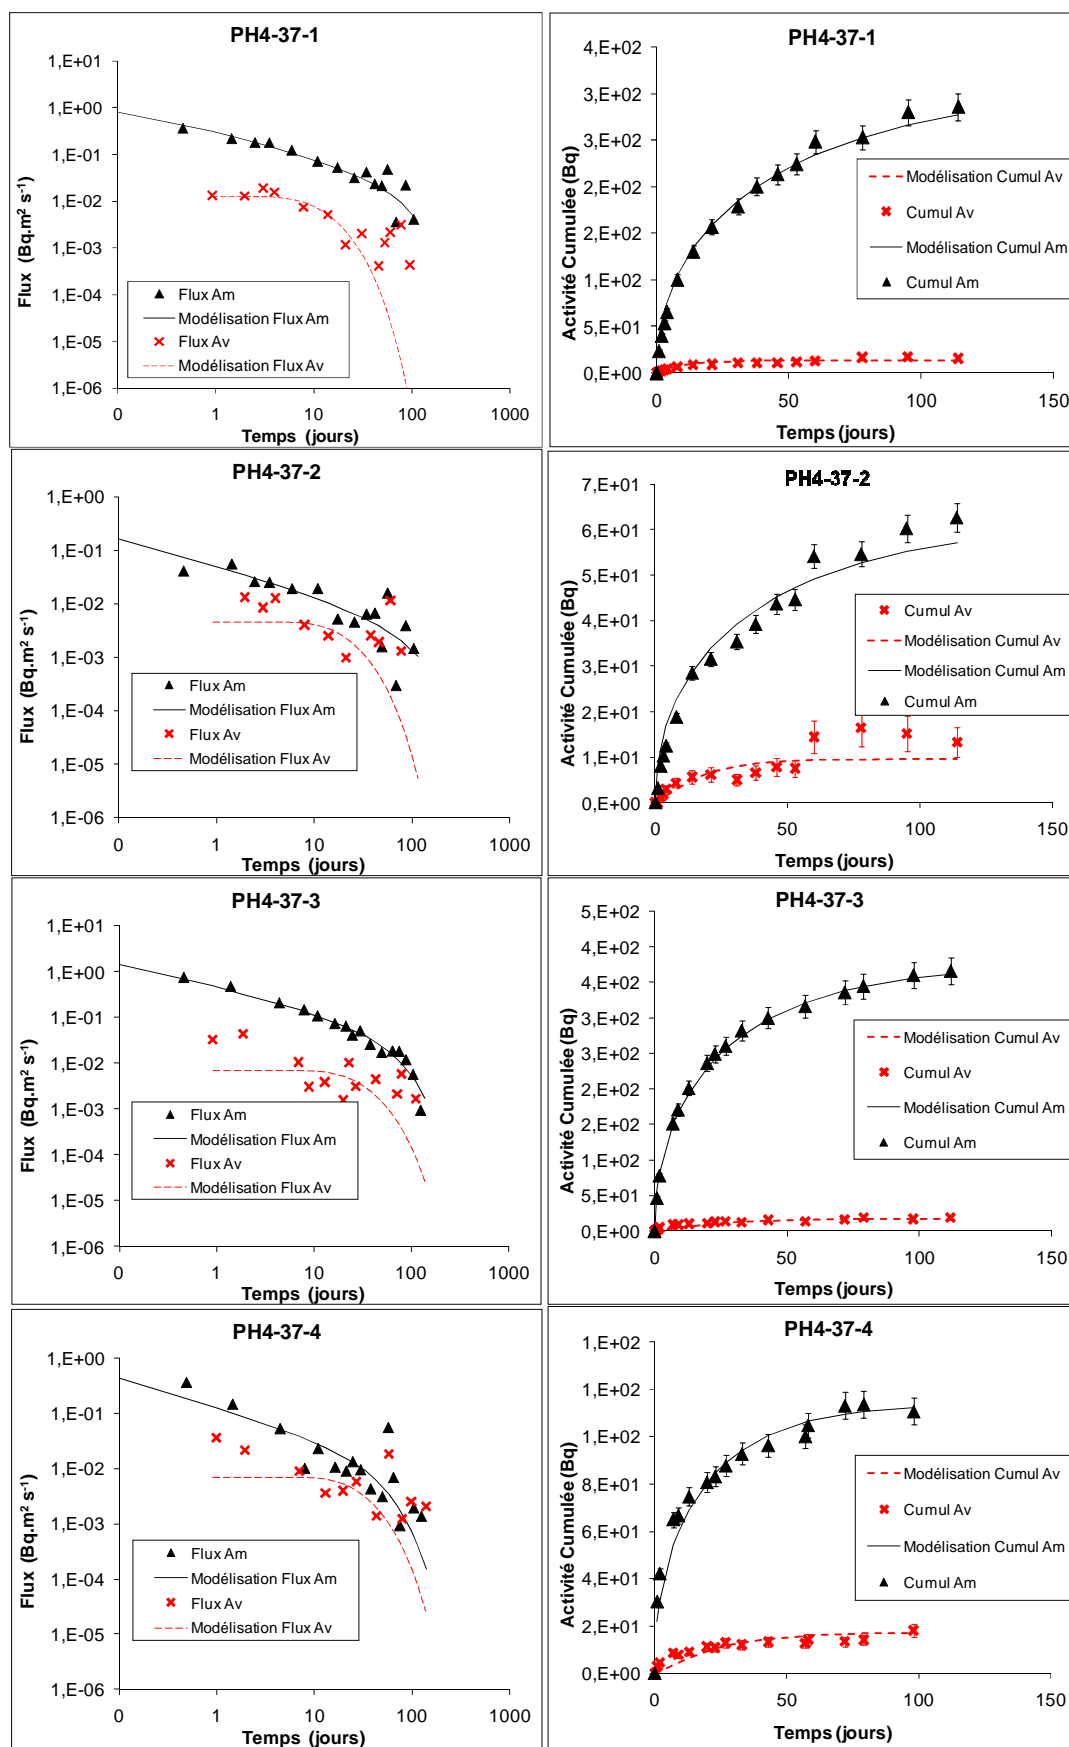 PH4-37-1
1,E+01
1,E+00
1,E-01
1,E-02
1,E-03
1,E-04
1,E-05
1,E-06
Flux (Bq.m² s⁻¹)
Flux Am
Modélisation Flux Am
Flux Av
Modélisation Flux Av
0 1 10 100 1000
Temps (jours)
PH4-37-1
4,E+02
3,E+02
3,E+02
2,E+02
2,E+02
1,E+02
5,E+01
0,E+00
Activité Cumulée (Bq)
Modélisation Cumul Av
Cumul Av
Modélisation Cumul Am
Cumul Am
0 50 100 150
Temps (jours)
PH4-37-2
1,E+00
1,E-01
1,E-02
1,E-03
1,E-04
1,E-05
1,E-06
Flux (Bq.m² s⁻¹)
Flux Am
Modélisation Flux Am
Flux Av
Modélisation Flux Av
0 1 10 100 1000
Temps (jours)
PH4-37-2
7,E+01
6,E+01
5,E+01
4,E+01
3,E+01
2,E+01
1,E+01
0,E+00
Activité Cumulée (Bq)
Cumul Av
Modélisation Cumul Av
Modélisation Cumul Am
Cumul Am
0 50 100 150
Temps (jours)
PH4-37-3
1,E+01
1,E+00
1,E-01
1,E-02
1,E-03
1,E-04
1,E-05
1,E-06
Flux (Bq.m² s⁻¹)
Flux Am
Modélisation Flux Am
Flux Av
Modélisation Flux Av
0 1 10 100 1000
Temps (jours)
PH4-37-3
5,E+02
4,E+02
4,E+02
3,E+02
3,E+02
2,E+02
2,E+02
1,E+02
5,E+01
0,E+00
Activité Cumulée (Bq)
Modélisation Cumul Av
Cumul Av
Modélisation Cumul Am
Cumul Am
0 50 100 150
Temps (jours)
PH4-37-4
1,E+00
1,E-01
1,E-02
1,E-03
1,E-04
1,E-05
1,E-06
Flux (Bq.m² s⁻¹)
Flux Am
Modélisation Flux Am
Flux Av
Modélisation Flux Av
0 1 10 100 1000
Temps (jours)
PH4-37-4
1,E+02
1,E+02
1,E+02
8,E+01
6,E+01
4,E+01
2,E+01
0,E+00
Activité Cumulée (Bq)
Modélisation Cumul Av
Cumul Av
Modélisation Cumul Am
Cumul Am
0 50 100 150
Temps (jours)